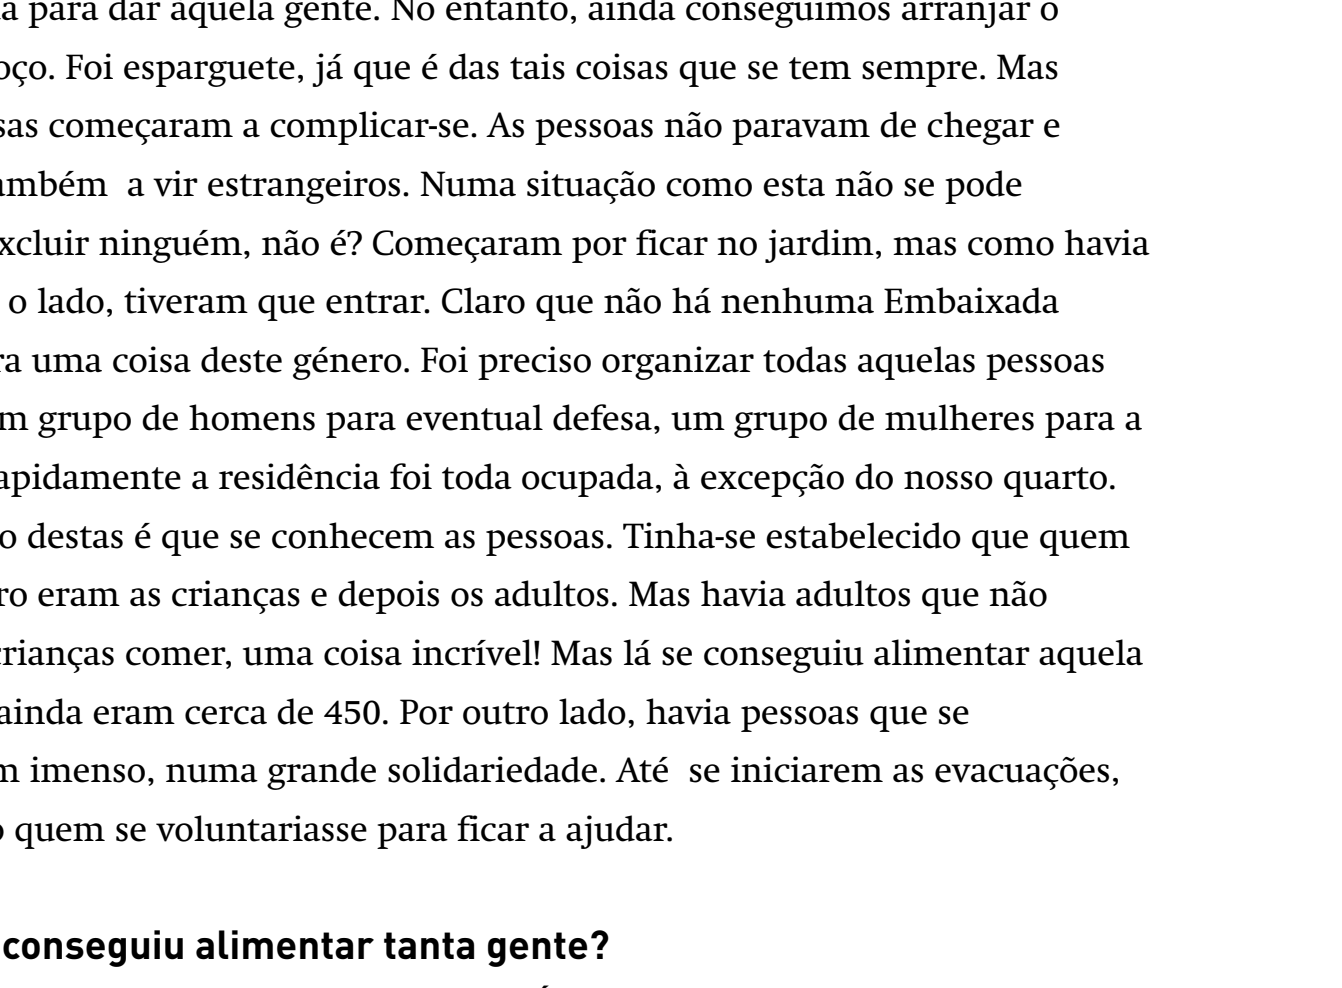 para dar aquela gente. No entanto, ainda conseguimos arranjar o
Foi esparguete, já que é das tais coisas que se tem sempre. Mas
começaram a complicar-se. As pessoas não paravam de chegar e
a vir estrangeiros. Numa situação como esta não se pode
ninguém, não é? Começaram por ficar no jardim, mas como havia
o lado, tiveram que entrar. Claro que não há nenhuma Embaixada
uma coisa deste género. Foi preciso organizar todas aquelas pessoas
grupo de homens para eventual defesa, um grupo de mulheres para a
a residência foi toda ocupada, à excepção do nosso quarto.
destas é que se conhecem as pessoas. Tinha-se estabelecido que quem
eram as crianças e depois os adultos. Mas havia adultos que não
crianças comer, uma coisa incrível! Mas lá se conseguiu alimentar aquela
ainda eram cerca de 450. Por outro lado, havia pessoas que se
imenso, numa grande solidariedade. Até se iniciarem as evacuações,
quem se voluntariasse para ficar a ajudar.
conseguiu alimentar tanta gente?